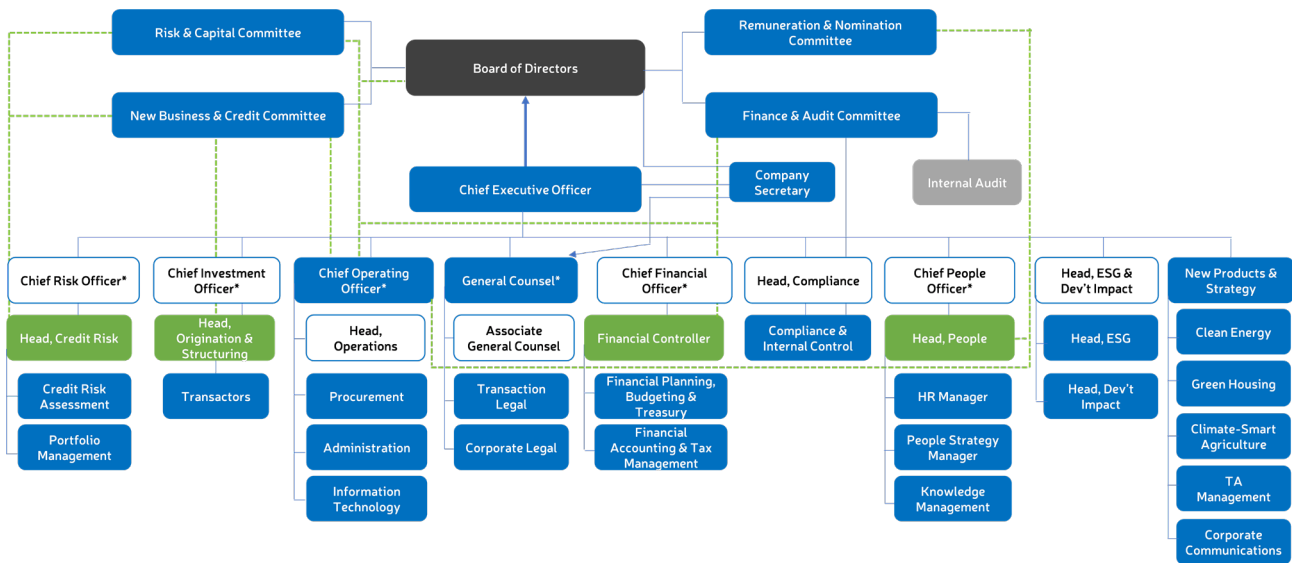 Risk & Capital Committee
Remuneration & Nomination
Committee
Board of Directors
New Business & Credit Committee
Finance & Audit Committee
Chief Executive Officer
Company
Secretary
Internal Audit
Chief Risk Officer*
Chief Investment
Officer*
Chief Operating
Officer*
General Counsel*
Chief Financial
Officer*
Head, Compliance
Chief People
Officer*
Head, ESG &
Dev't Impact
New Products &
Strategy
Head, Credit Risk
Head,
Origination &
Structuring
Head,
Operations
Associate
General Counsel
Financial Controller
Compliance &
Internal Control
Head, People
Head, ESG
Clean Energy
Credit Risk
Assessment
Transactors
Procurement
Transaction
Legal
Financial Planning,
Budgeting &
Treasury
HR Manager
Head, Dev't
Impact
Green Housing
Portfolio
Management
Administration
Corporate Legal
Financial
Accounting & Tax
Management
People Strategy
Manager
Climate-Smart
Agriculture
Information
Technology
Knowledge
Management
TA
Management
Corporate
Communications